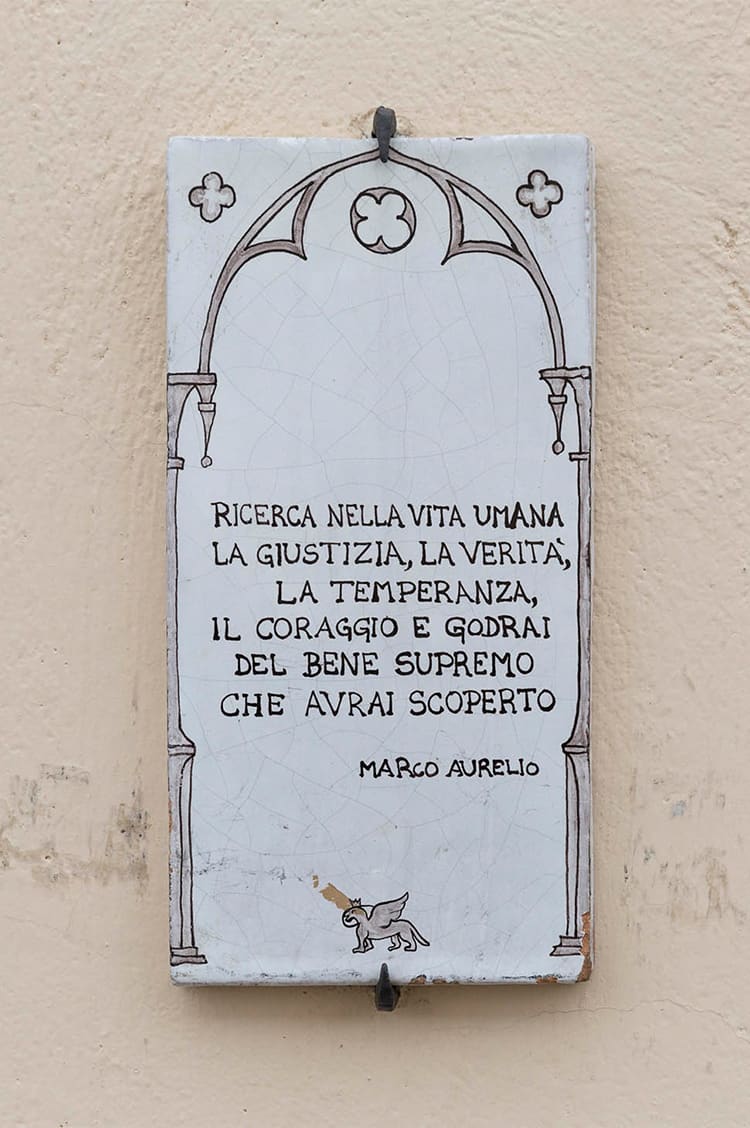 RICERCA NELLA VITA UMANA
LA GIUSTIZIA, LA VERITÀ,
LA TEMPERANZA,
IL CORAGGIO E GODRAI
DEL BENE SUPREMO
CHE AVRAI SCOPERTO
MARCO AURELIO